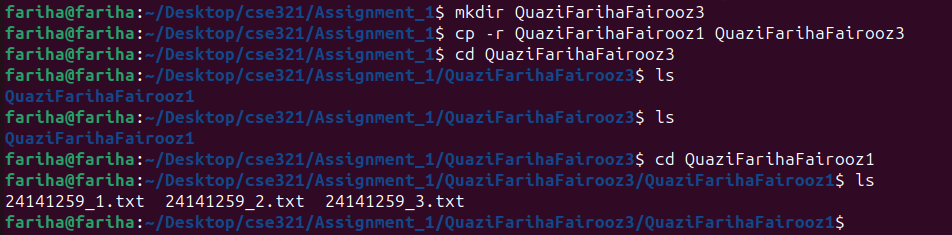 fariha@fariha:~/Desktop/cse321/Assignment_1$ mkdir QuaziFarihaFairooz3
fariha@fariha:~/Desktop/cse321/Assignment_1$ cp -r QuaziFarihaFairooz1 QuaziFarihaFairooz3
fariha@fariha:~/Desktop/cse321/Assignment_1$ cd QuaziFarihaFairooz3
fariha@fariha:~/Desktop/cse321/Assignment_1/QuaziFarihaFairooz3$ ls
QuaziFarihaFairooz1
fariha@fariha:~/Desktop/cse321/Assignment_1/QuaziFarihaFairooz3$ ls
QuaziFarihaFairooz1
fariha@fariha:~/Desktop/cse321/Assignment_1/QuaziFarihaFairooz3$ cd QuaziFarihaFairooz1
fariha@fariha:~/Desktop/cse321/Assignment_1/QuaziFarihaFairooz3/QuaziFarihaFairooz1$ ls
24141259_1.txt  24141259_2.txt  24141259_3.txt
fariha@fariha:~/Desktop/cse321/Assignment_1/QuaziFarihaFairooz3/QuaziFarihaFairooz1$